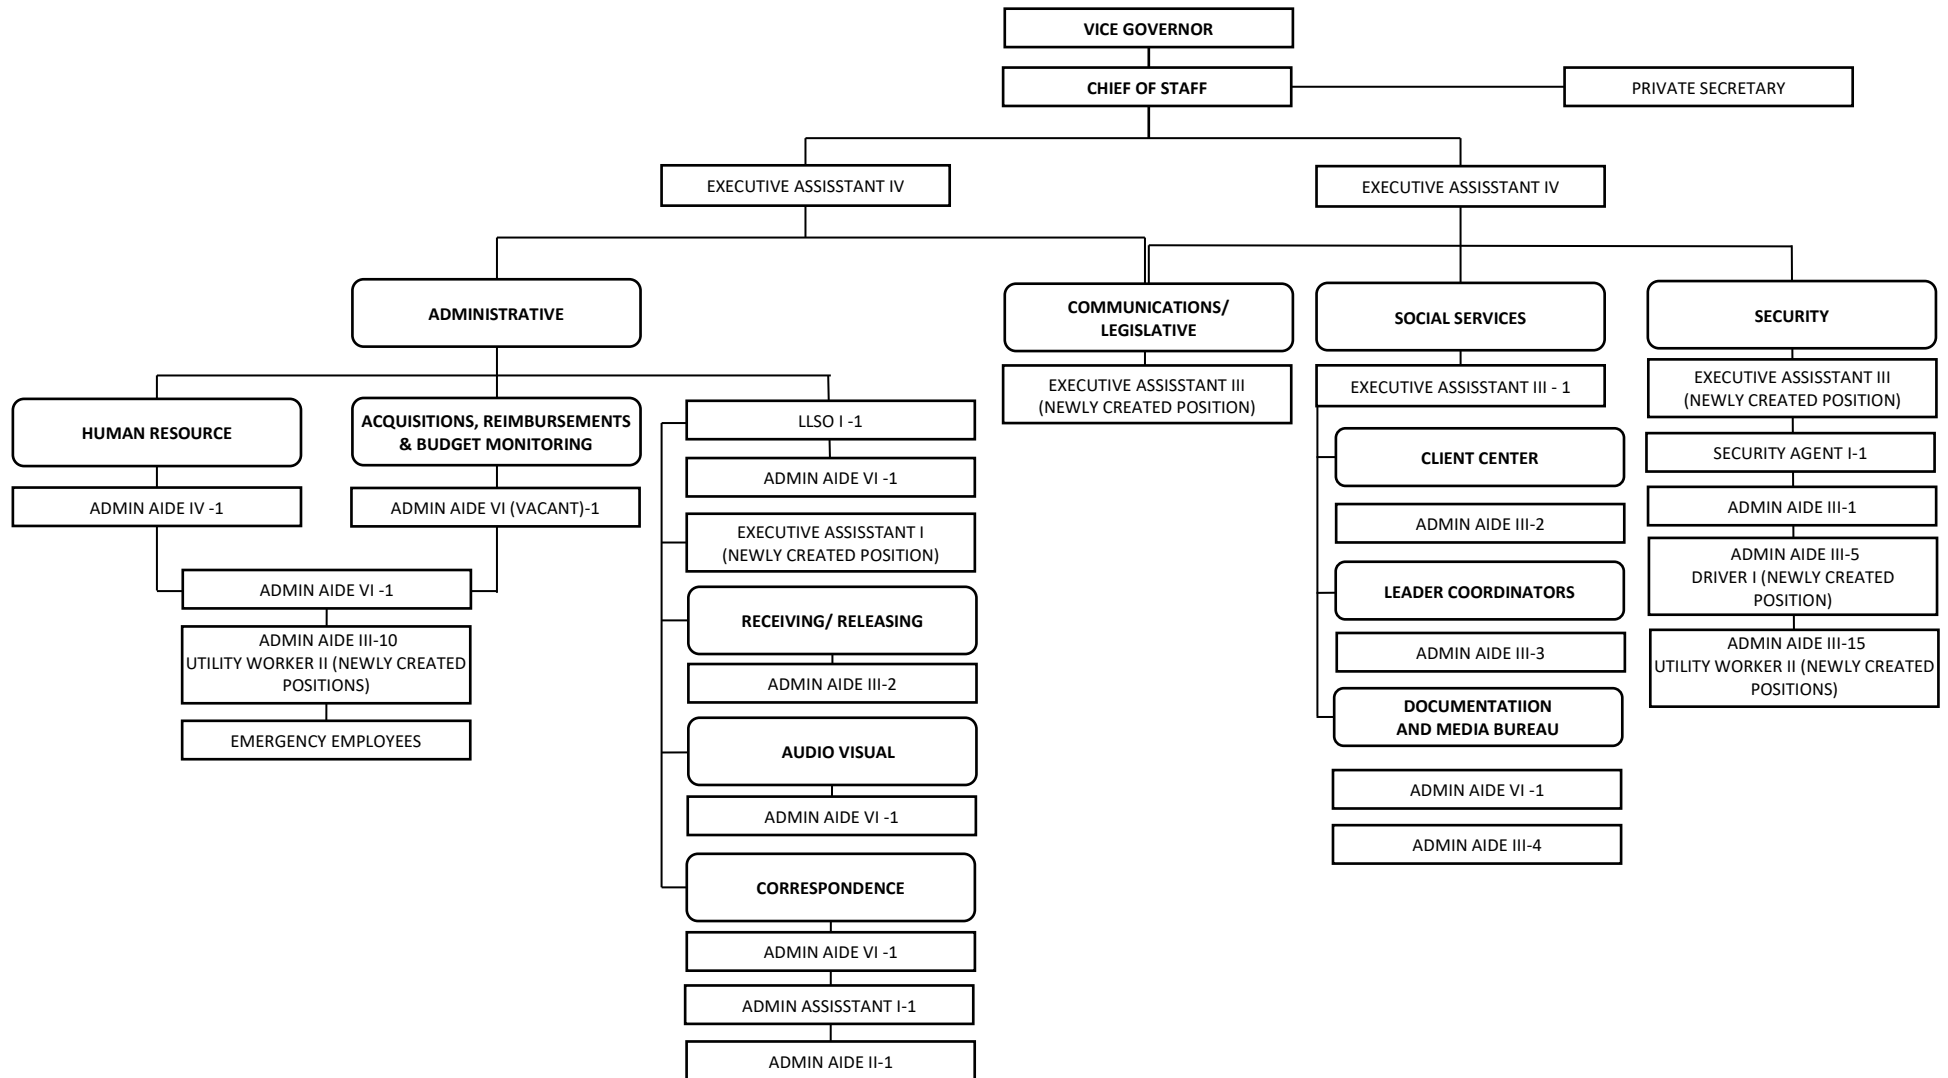 VICE GOVERNOR
CHIEF OF STAFF
PRIVATE SECRETARY
EXECUTIVE ASSISSTANT IV
EXECUTIVE ASSISSTANT IV
ADMINISTRATIVE
COMMUNICATIONS/
LEGISLATIVE
SOCIAL SERVICES
SECURITY
HUMAN RESOURCE
ADMIN AIDE IV -1
ACQUISITIONS, REIMBURSEMENTS
& BUDGET MONITORING
ADMIN AIDE VI (VACANT)-1
ADMIN AIDE VI -1
ADMIN AIDE III-10
UTILITY WORKER II (NEWLY CREATED
POSITIONS)
EMERGENCY EMPLOYEES
LLSO I -1
ADMIN AIDE VI -1
EXECUTIVE ASSISSTANT I
(NEWLY CREATED POSITION)
RECEIVING/ RELEASING
ADMIN AIDE III-2
AUDIO VISUAL
ADMIN AIDE VI -1
CORRESPONDENCE
ADMIN AIDE VI -1
ADMIN ASSISSTANT I-1
ADMIN AIDE II-1
EXECUTIVE ASSISSTANT III
(NEWLY CREATED POSITION)
EXECUTIVE ASSISSTANT III - 1
CLIENT CENTER
ADMIN AIDE III-2
LEADER COORDINATORS
ADMIN AIDE III-3
DOCUMENTATIION
AND MEDIA BUREAU
ADMIN AIDE VI -1
ADMIN AIDE III-4
EXECUTIVE ASSISSTANT III
(NEWLY CREATED POSITION)
SECURITY AGENT I-1
ADMIN AIDE III-1
ADMIN AIDE III-5
DRIVER I (NEWLY CREATED
POSITION)
ADMIN AIDE III-15
UTILITY WORKER II (NEWLY CREATED
POSITIONS)